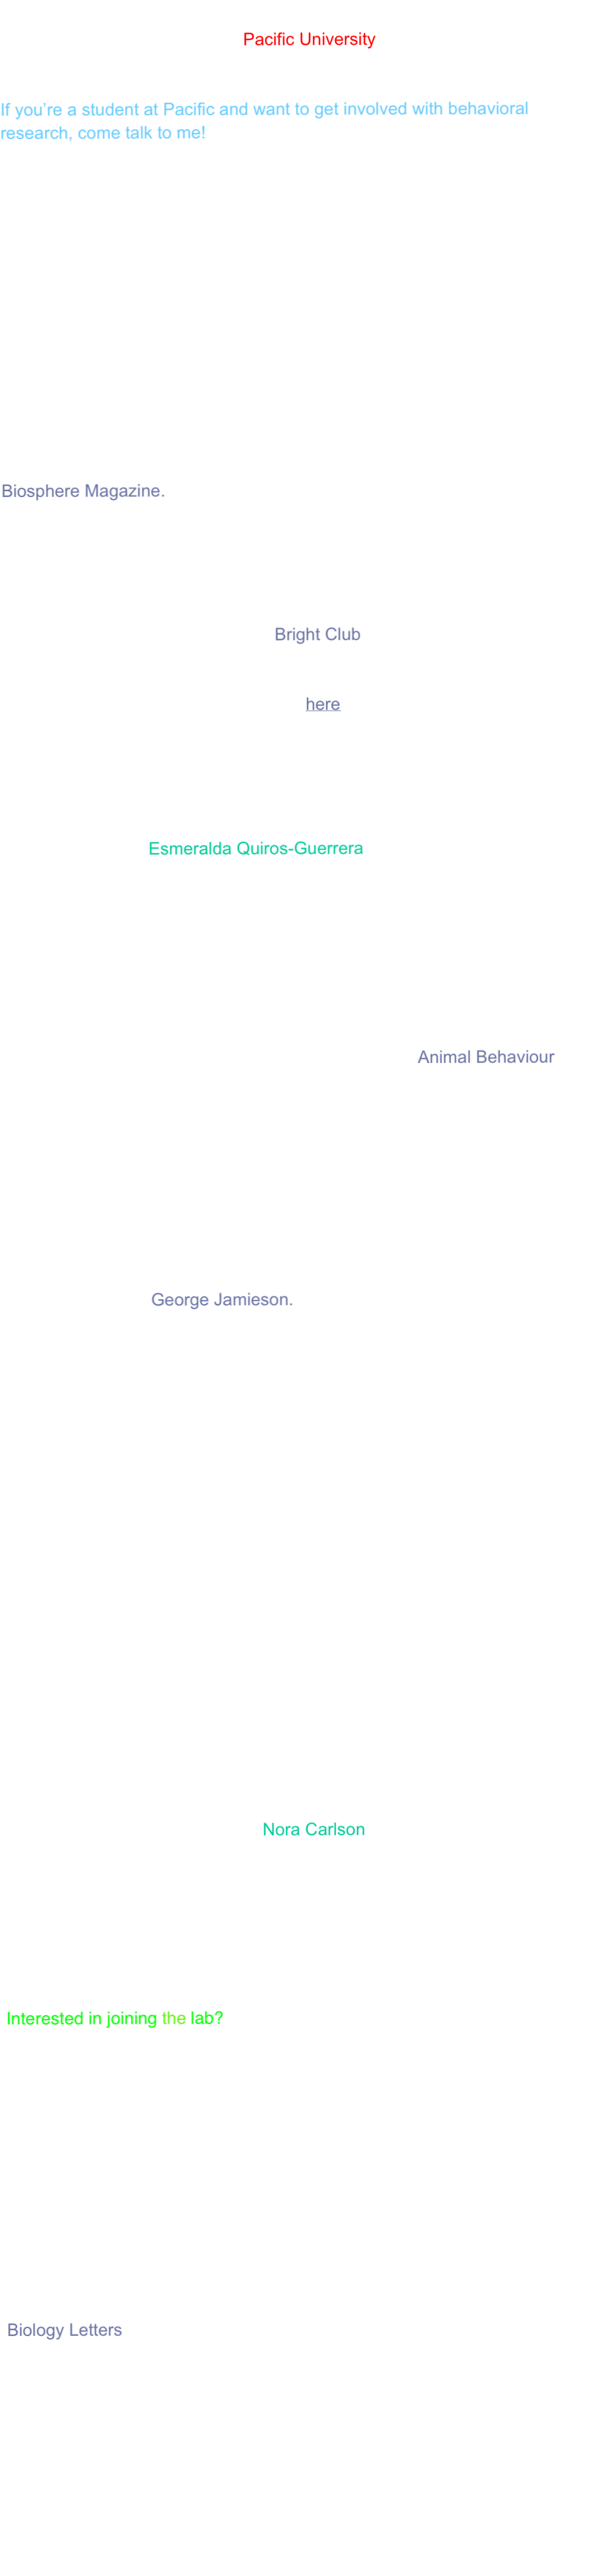 Pacific University
If you’re a student at Pacific and want to get involved with behavioral
research, come talk to me!
Biosphere Magazine.
Bright Club
here
Esmeralda Quiros-Guerrera
Animal Behaviour
George Jamieson.
Nora Carlson
Interested in joining the lab?
Biology Letters